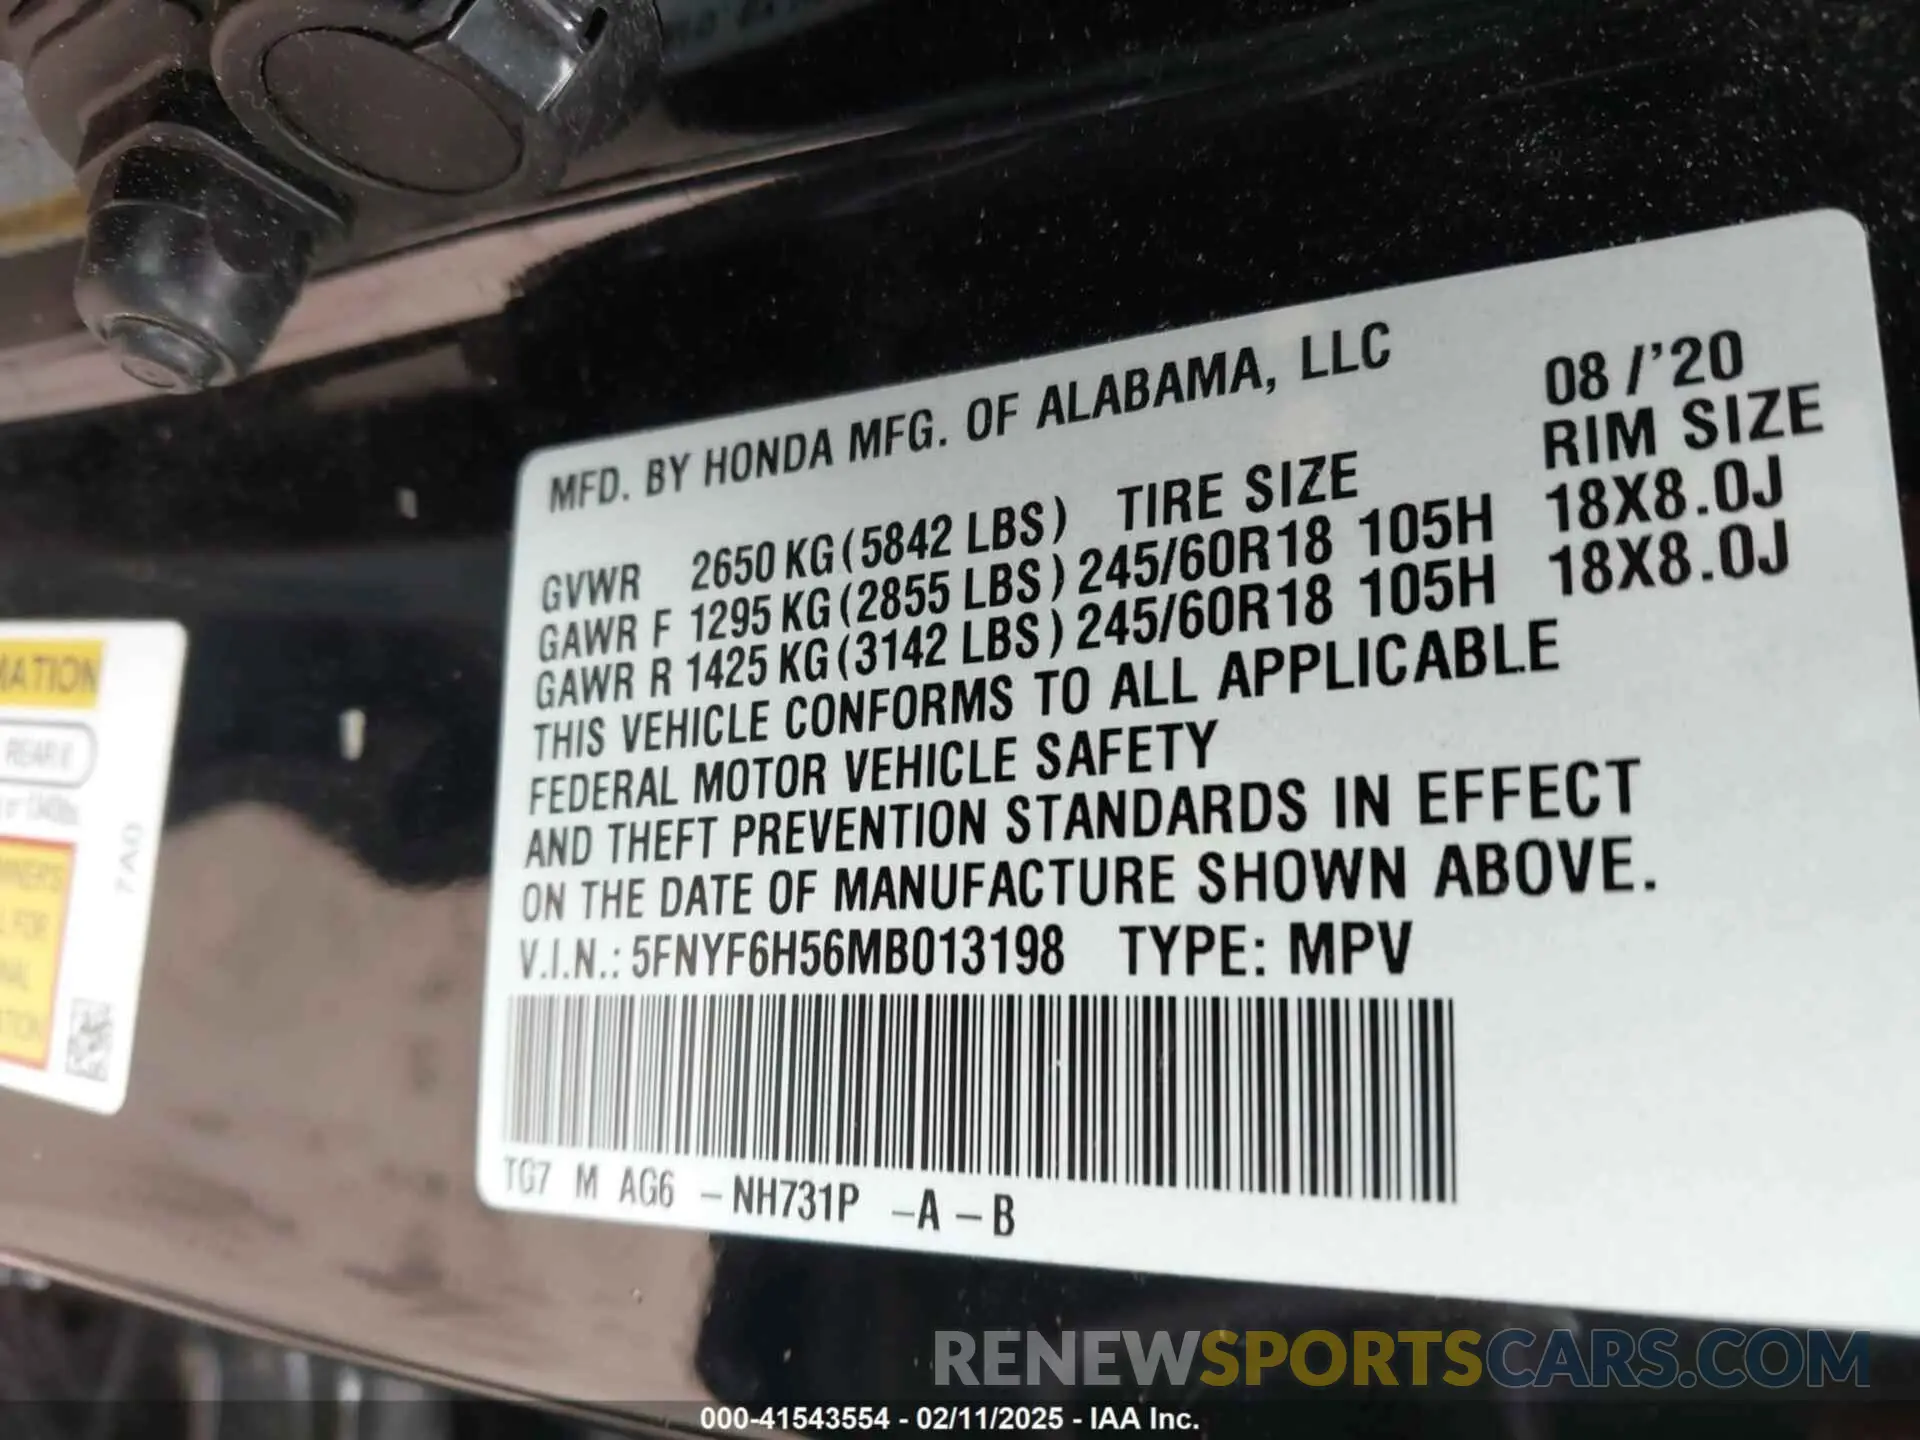 MFD. BY HONDA MFG. OF ALABAMA, LLC 08 /'20
GVWR 2650 KG (5842 LBS) TIRE SIZE RIM SIZE
GAWR F 1295 KG (2855 LBS) 245/60R18 105H 18X8.0J
GAWR R 1425 KG (3142 LBS) 245/60R18 105H 18X8.0J
THIS VEHICLE CONFORMS TO ALL APPLICABLE
FEDERAL MOTOR VEHICLE SAFETY
AND THEFT PREVENTION STANDARDS IN EFFECT
ON THE DATE OF MANUFACTURE SHOWN ABOVE.
V.I.N.: 5FNYF6H56MB013198 TYPE: MPV
TG7 M AG6 -NH731P -A -B
MATION
REAR
7A0
L FOR
RENEWSPORTSCARS.COM
000-41543554 - 02/11/2025 - IAA Inc.